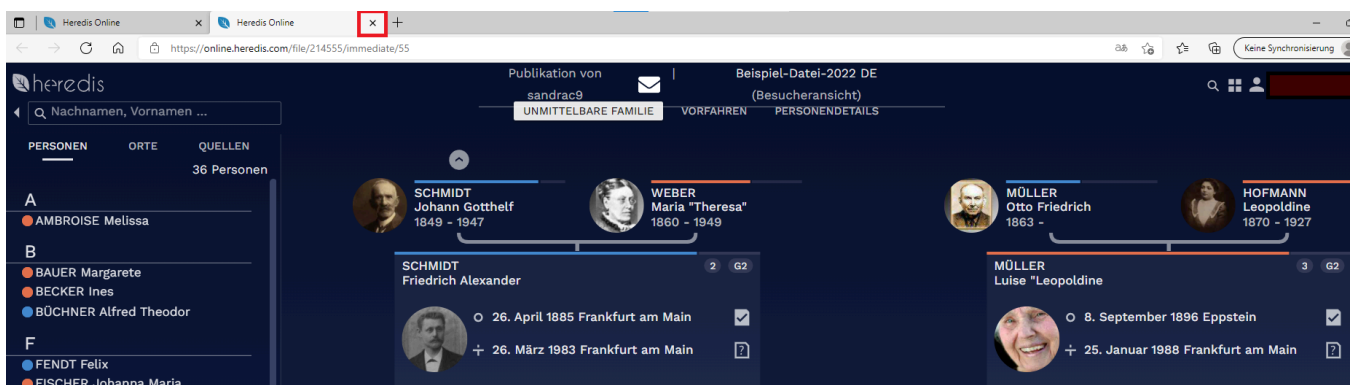 Heredis Online
Heredis Online
https://online.heredis.com/file/214555/immediate/55
Keine Synchronisierung
heredis
Publikation von sandrac9
|
Beispiel-Datei-2022 DE
(Besucheransicht)
Nachnamen, Vornamen ...
UNMITTELBARE FAMILIE VORFAHREN PERSONENDETAILS
PERSONEN ORTE QUELLEN
36 Personen
A
AMBROISE Melissa
B
BAUER Margarete
BECKER Ines
BÜCHNER Alfred Theodor
F
FENDT Felix
FISCHER Johanna Maria
SCHMIDT
Johann Gotthelf
1849 - 1947
WEBER
Maria "Theresa"
1860 - 1949
MÜLLER
Otto Friedrich
1863 -
HOFMANN
Leopoldine
1870 - 1927
SCHMIDT 2 G2
Friedrich Alexander
26. April 1885 Frankfurt am Main
26. März 1983 Frankfurt am Main
MÜLLER 3 G2
Luise "Leopoldine
8. September 1896 Eppstein
25. Januar 1988 Frankfurt am Main